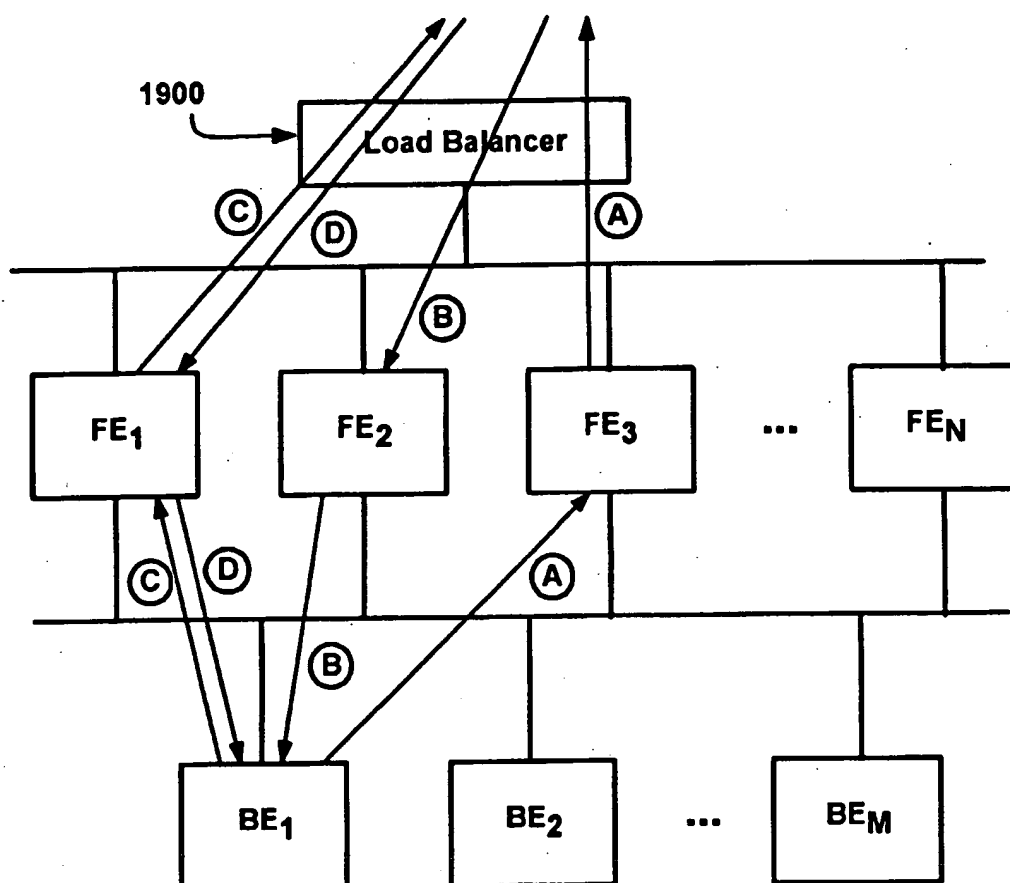 1900
Load Balancer
C
D
A
B
FE1
FE2
FE3
...
FEN
C
D
A
B
BE1
BE2
...
BEM